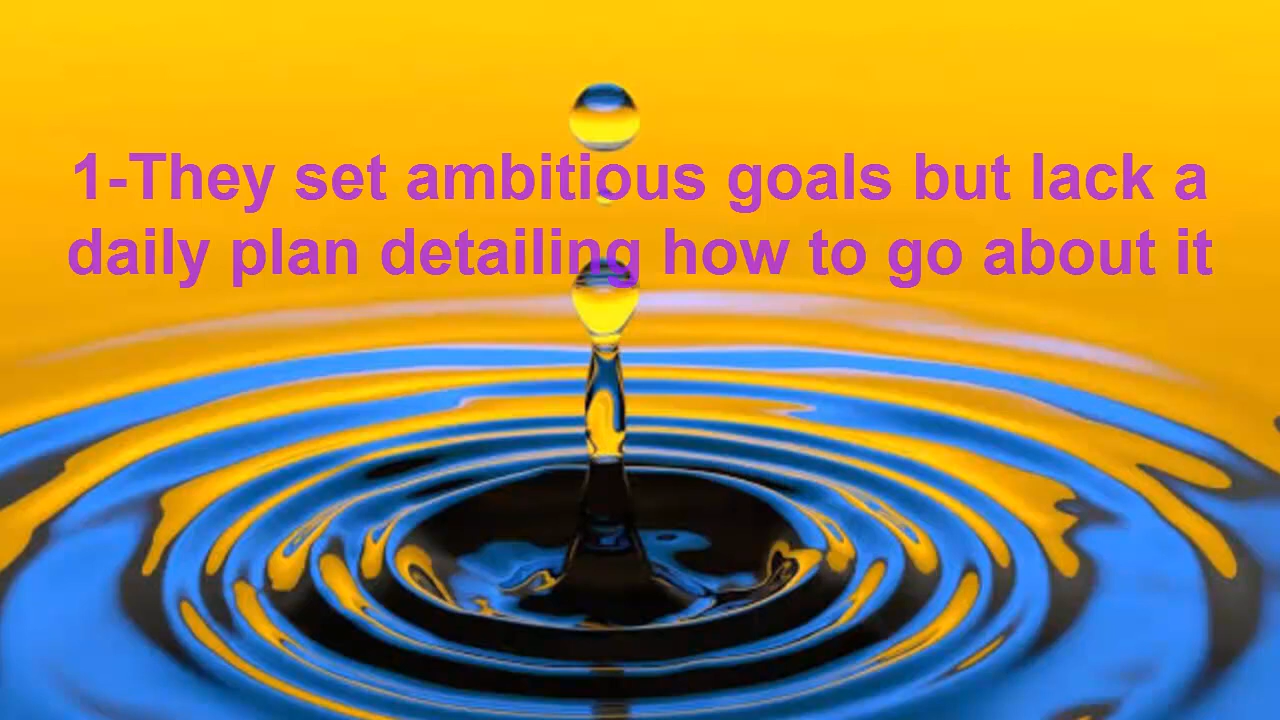 1-They set ambitious goals but lack a
daily plan detailing how to go about it